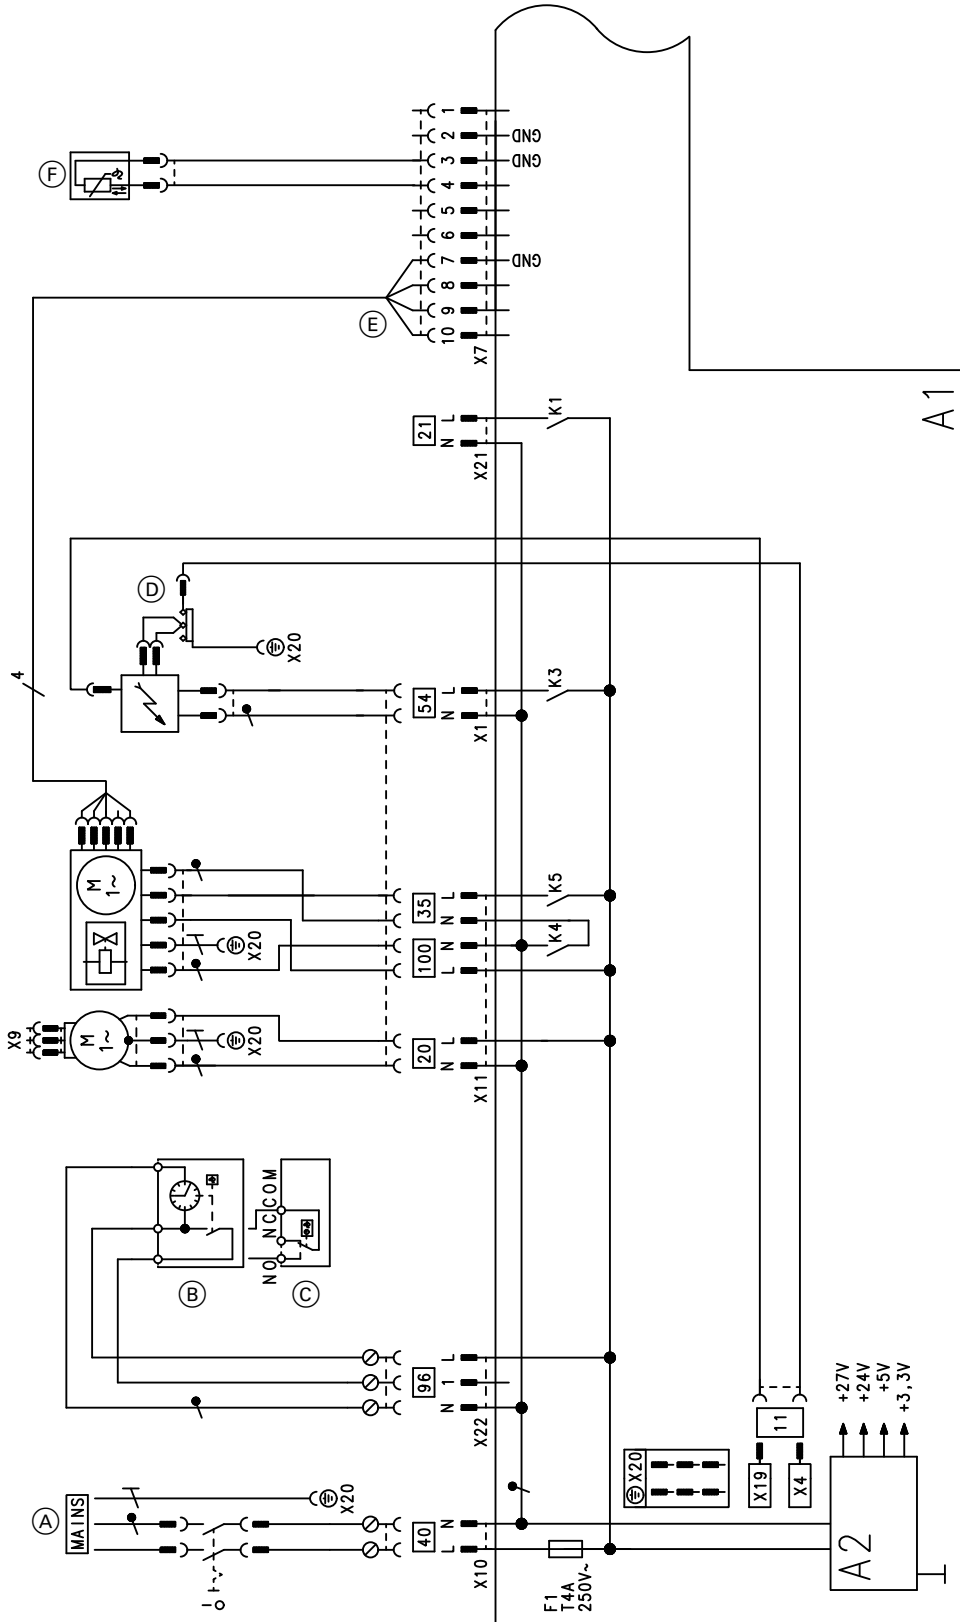 F
1
2
3
4
5
6
7
8
9
10
GND
GND
GND
E
X7
A1
21
L
N
X21
K1
D
X20
4
54
L
N
X1
K3
M
1~
X20
35
L
N
100
N
L
K5
K4
X9
M
1~
X20
20
L
N
X11
B
NO
NC
COM
C
96
L
1
N
X22
A
MAINS
I
O
X20
40
N
L
X10
F1
T4A
250V~
X20
X19
X4
11
+27V
+24V
+5V
+3,3V
A2